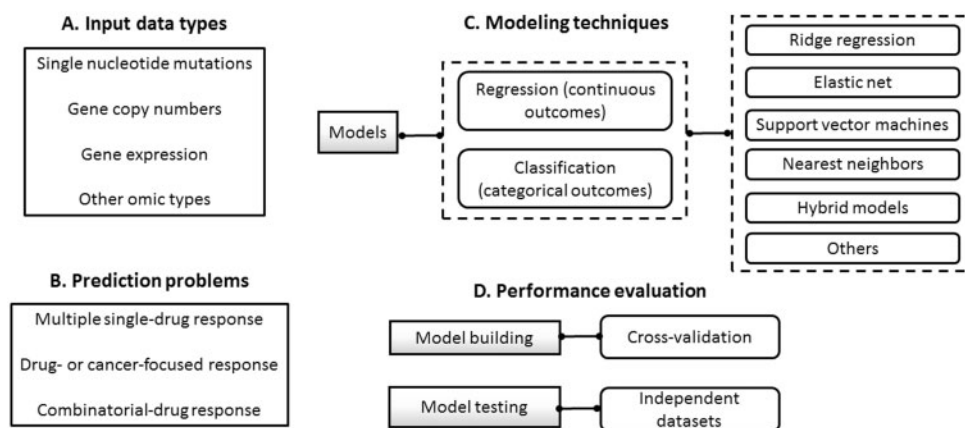 A. Input data types
Single nucleotide mutations
Gene copy numbers
Gene expression
Other omic types
B. Prediction problems
Multiple single-drug response
Drug- or cancer-focused response
Combinatorial-drug response
C. Modeling techniques
Models
Regression (continuous
outcomes)
Classification
(categorical outcomes)
Ridge regression
Elastic net
Support vector machines
Nearest neighbors
Hybrid models
Others
D. Performance evaluation
Model building
Cross-validation
Model testing
Independent
datasets